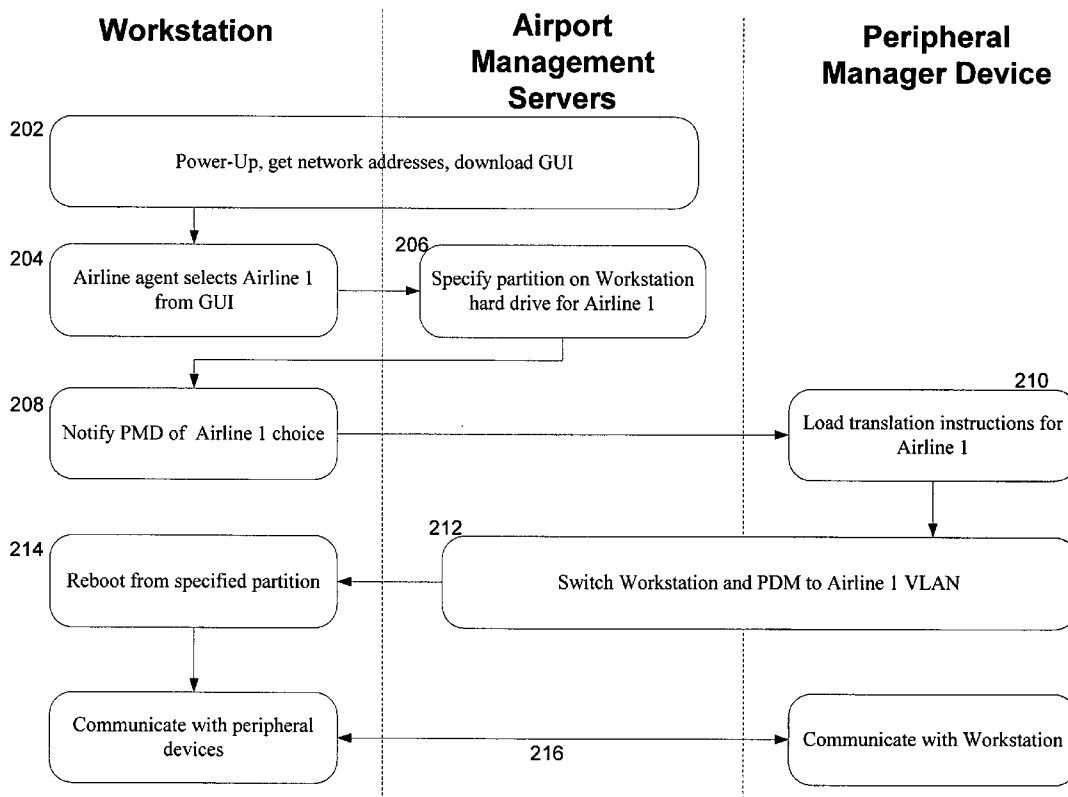 Workstation
Airport
Management
Servers
Peripheral
Manager Device
202
Power-Up, get network addresses, download GUI
204
Airline agent selects Airline 1
from GUI
206
Specify partition on Workstation
hard drive for Airline 1
208
Notify PMD of Airline 1 choice
210
Load translation instructions for
Airline 1
212
Switch Workstation and PDM to Airline 1 VLAN
214
Reboot from specified partition
Communicate with peripheral
devices
216
Communicate with Workstation